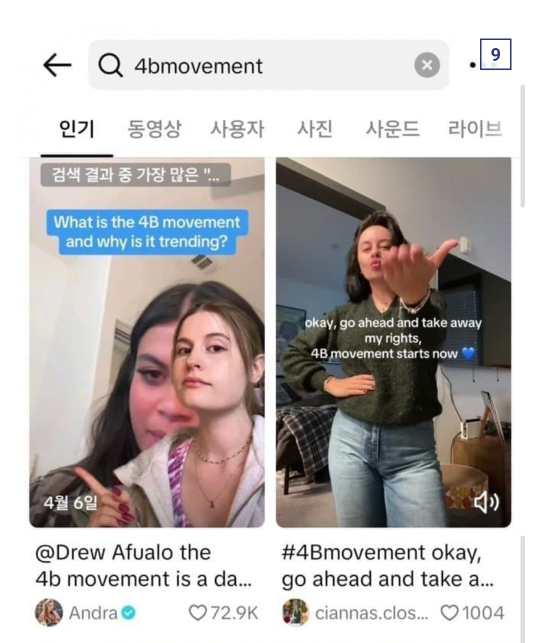 4bmovement
9
인기 동영상 사용자 사진 사운드 라이브
검색 결과 중 가장 많은 "...
What is the 4B movement
and why is it trending?
4월 6일
@Drew Afualo the
4b movement is a da...
Andra 72.9K
okay, go ahead and take away
my rights,
4B movement starts now 💙
#4Bmovement okay,
go ahead and take a...
ciannas.clos... 1004